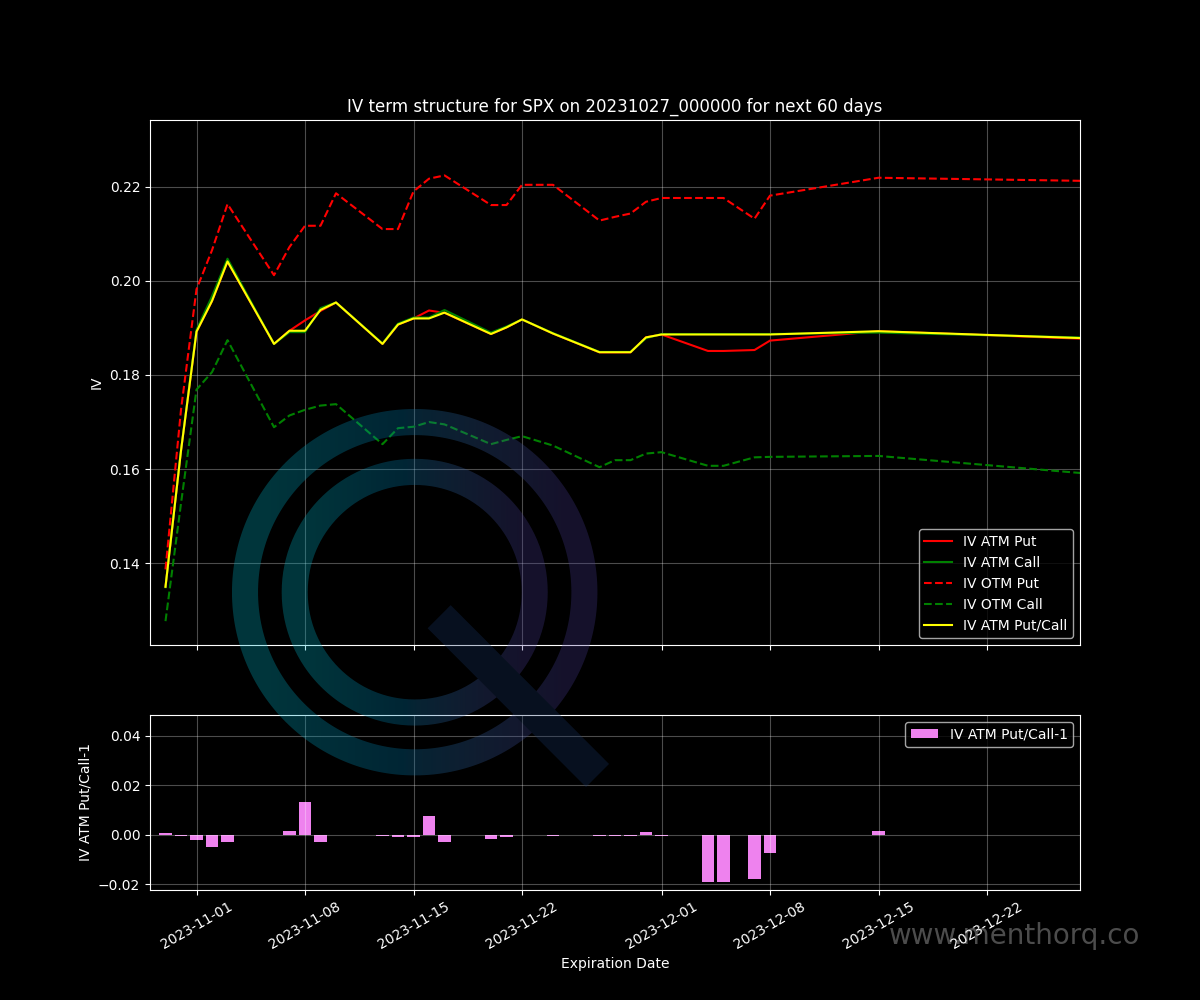 IV term structure for SPX on 20231027_000000 for next 60 days
IV
0.22
0.20
0.18
0.16
0.14
IV ATM Put
IV ATM Call
IV OTM Put
IV OTM Call
IV ATM Put/Call
IV ATM Put/Call-1
0.04
0.02
0.00
−0.02
IV ATM Put/Call-1
2023-11-01
2023-11-08
2023-11-15
2023-11-22
2023-12-01
2023-12-08
2023-12-15
2023-12-22
www.menthorq.co
Expiration Date